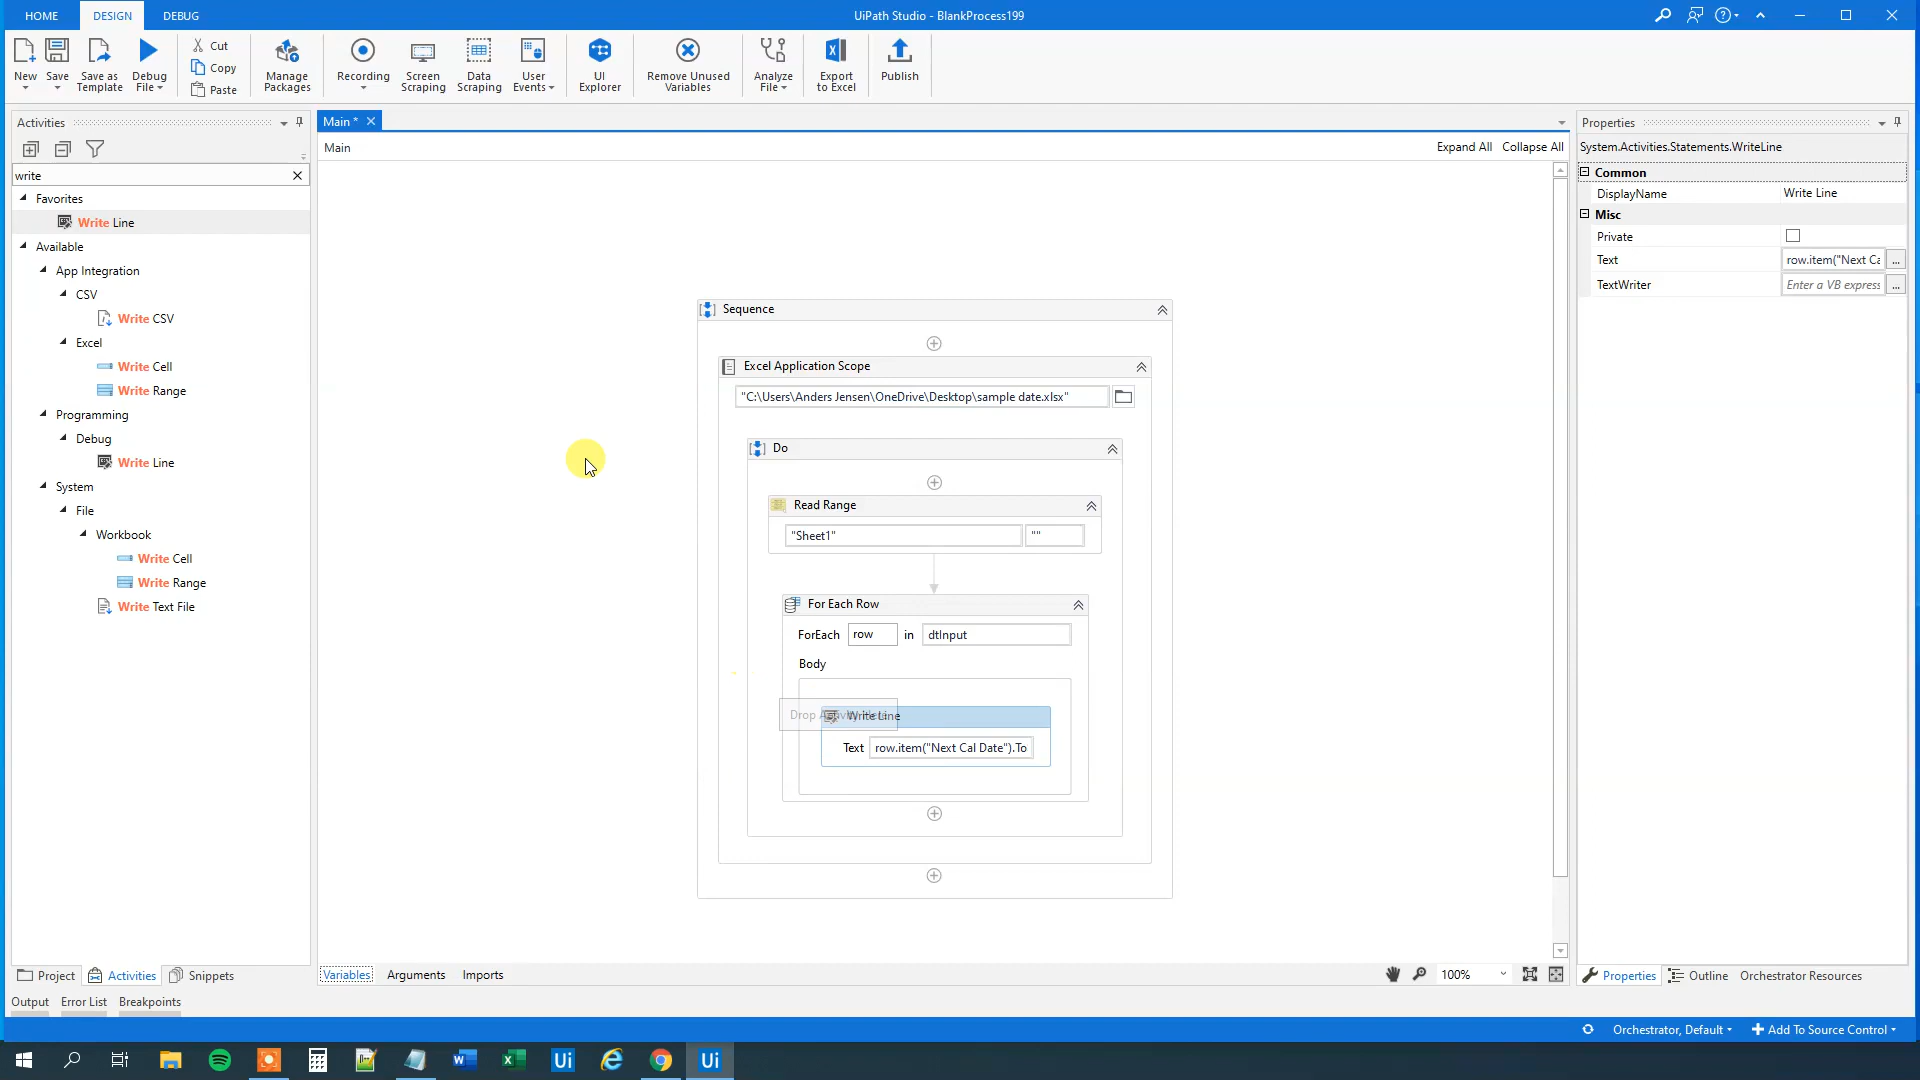 HOME
DESIGN
DEBUG
UiPath Studio - BlankProcess199
New
Save
Save as
Template
Debug
File
Cut
Copy
Paste
Manage
Packages
Recording
Screen
Scraping
Data
Scraping
User
Events
UI
Explorer
Remove Unused
Variables
Analyze
File
Export
to Excel
Publish
Activities
write
Favorites
Write Line
Available
App Integration
CSV
Write CSV
Excel
Write Cell
Write Range
Programming
Debug
Write Line
System
File
Workbook
Write Cell
Write Range
Write Text File
Project
Activities
Snippets
Main *
Main
Expand All
Collapse All
Sequence
Excel Application Scope
"C:\Users\Anders Jensen\OneDrive\Desktop\sample date.xlsx"
Do
Read Range
"Sheet1"
""
For Each Row
ForEach
row
in
dtInput
Body
Write Line
Text
row.item("Next Cal Date").To
Variables
Arguments
Imports
100%
Properties
System.Activities.Statements.WriteLine
Common
DisplayName
Write Line
Misc
Private
Text
row.item("Next Ca
...
TextWriter
Enter a VB express
...
Properties
Outline
Orchestrator Resources
Output
Error List
Breakpoints
Orchestrator, Default
Add To Source Control